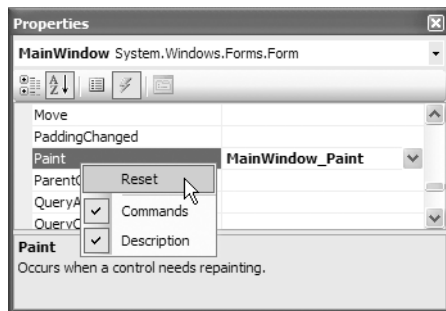 Properties
MainWindow System.Windows.Forms.Form
Move
PaddingChanged
Paint MainWindow_Paint
Reset
Commands
Description
Paint
Occurs when a control needs repainting.